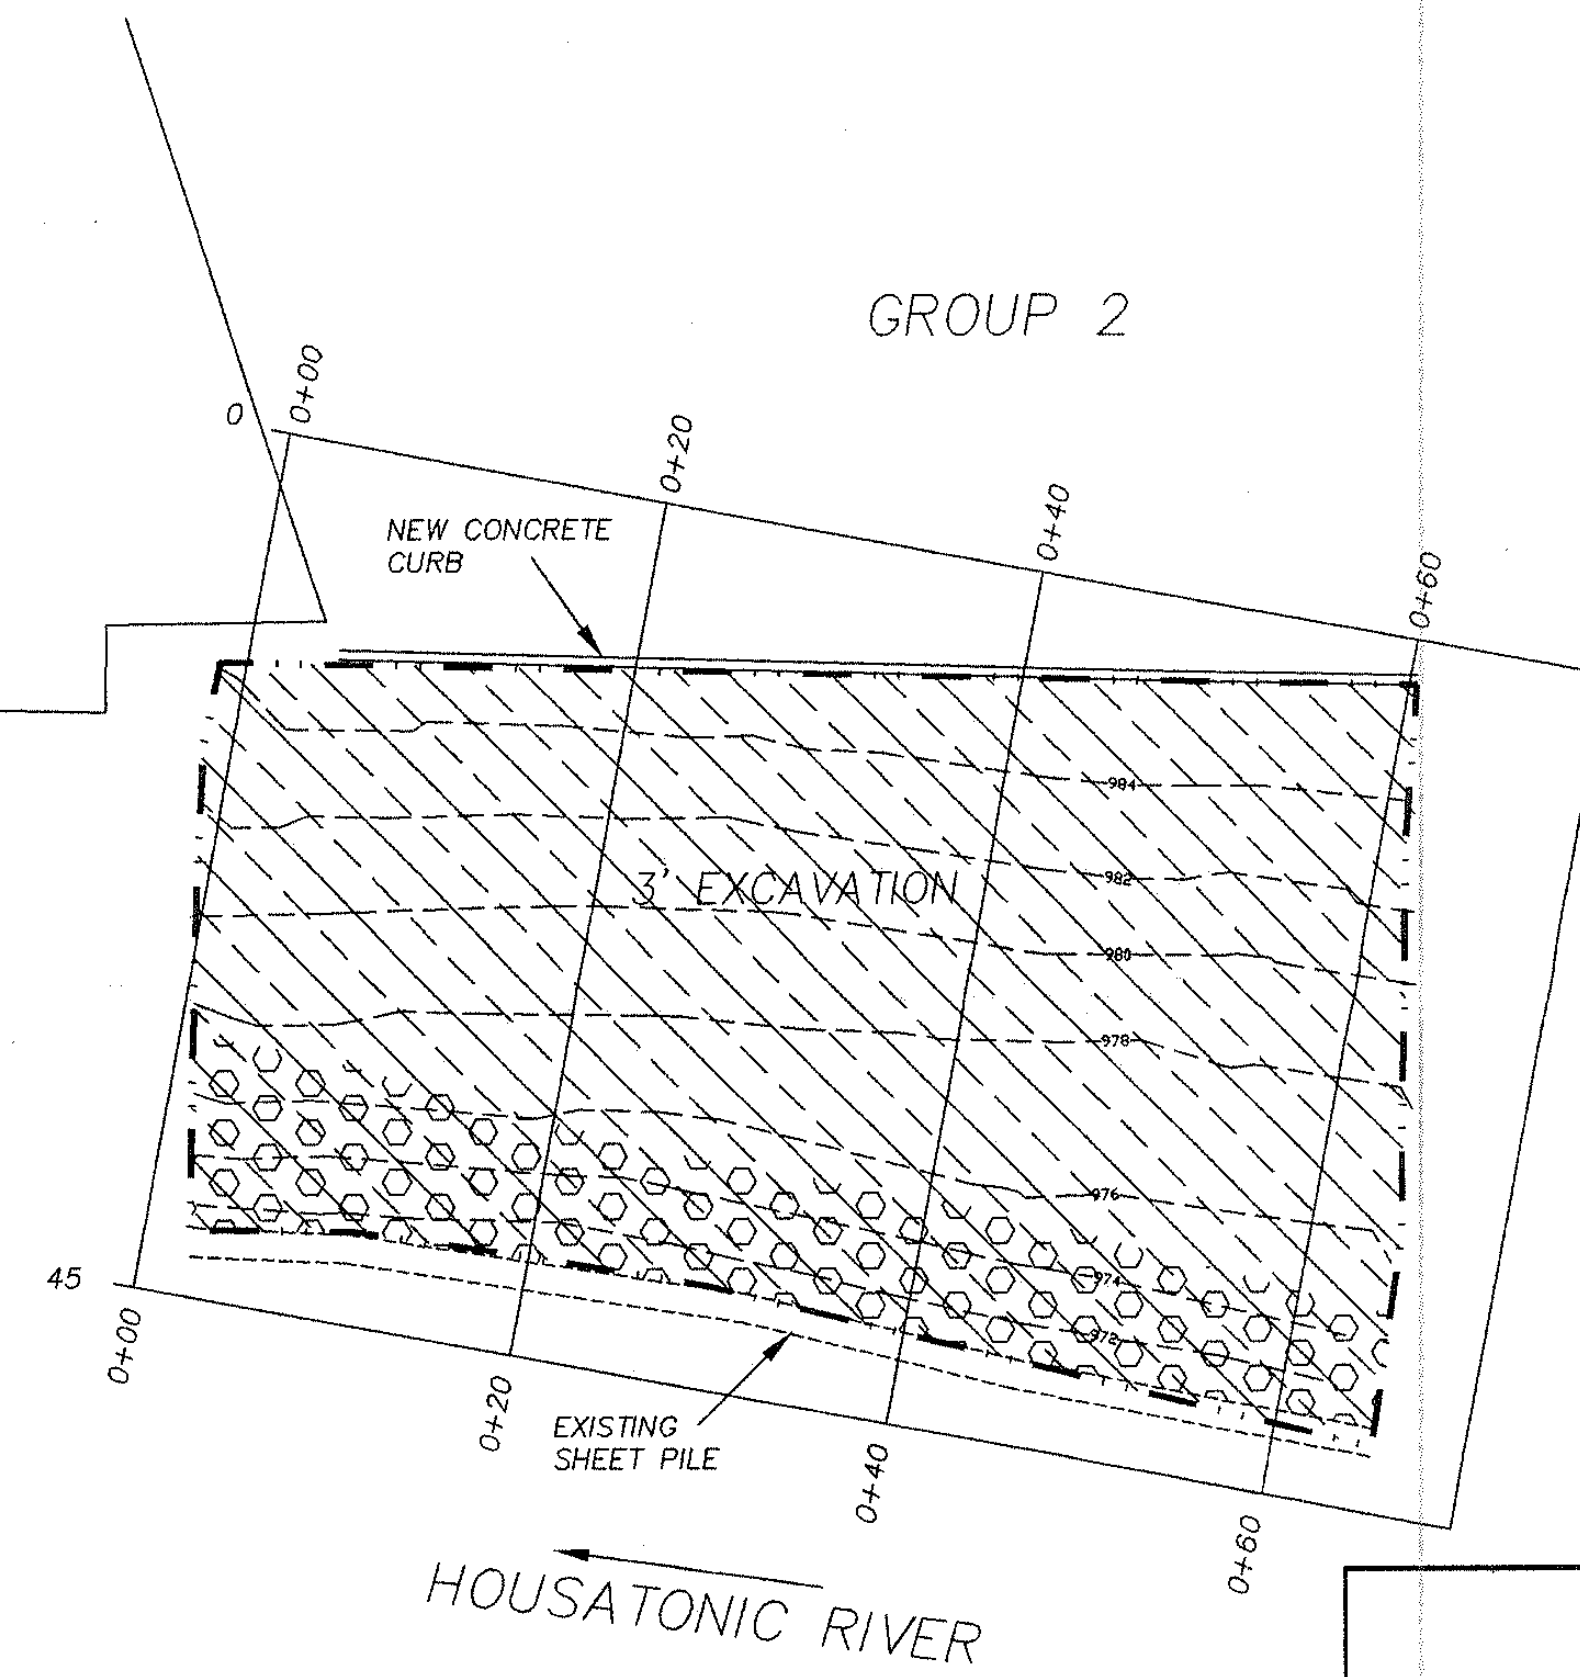 GROUP 2
0
0+00
0+20
0+40
0+60
NEW CONCRETE
CURB
984
982
3' EXCAVATION
980
978
976
974
972
45
0+00
0+20
0+40
0+60
EXISTING
SHEET PILE
HOUSATONIC RIVER